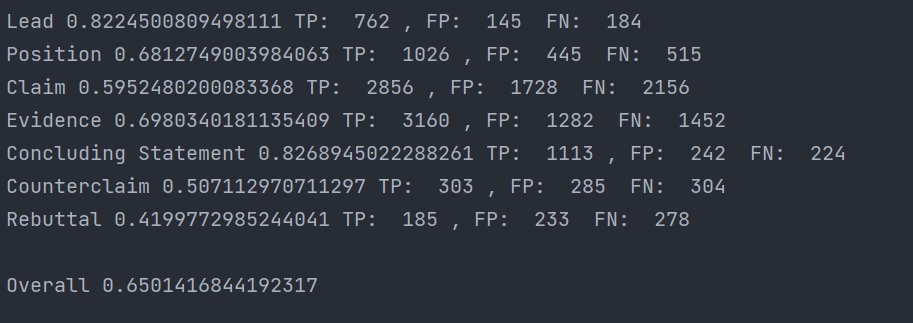 Lead 0.8224500809498111 TP:  762 , FP:  145  FN:  184
Position 0.6812749003984063 TP:  1026 , FP:  445  FN:  515
Claim 0.5952480200083368 TP:  2856 , FP:  1728  FN:  2156
Evidence 0.6980340181135409 TP:  3160 , FP:  1282  FN:  1452
Concluding Statement 0.8268945022288261 TP:  1113 , FP:  242  FN:  224
Counterclaim 0.507112970711297 TP:  303 , FP:  285  FN:  304
Rebuttal 0.4199772985244041 TP:  185 , FP:  233  FN:  278
Overall 0.6501416844192317